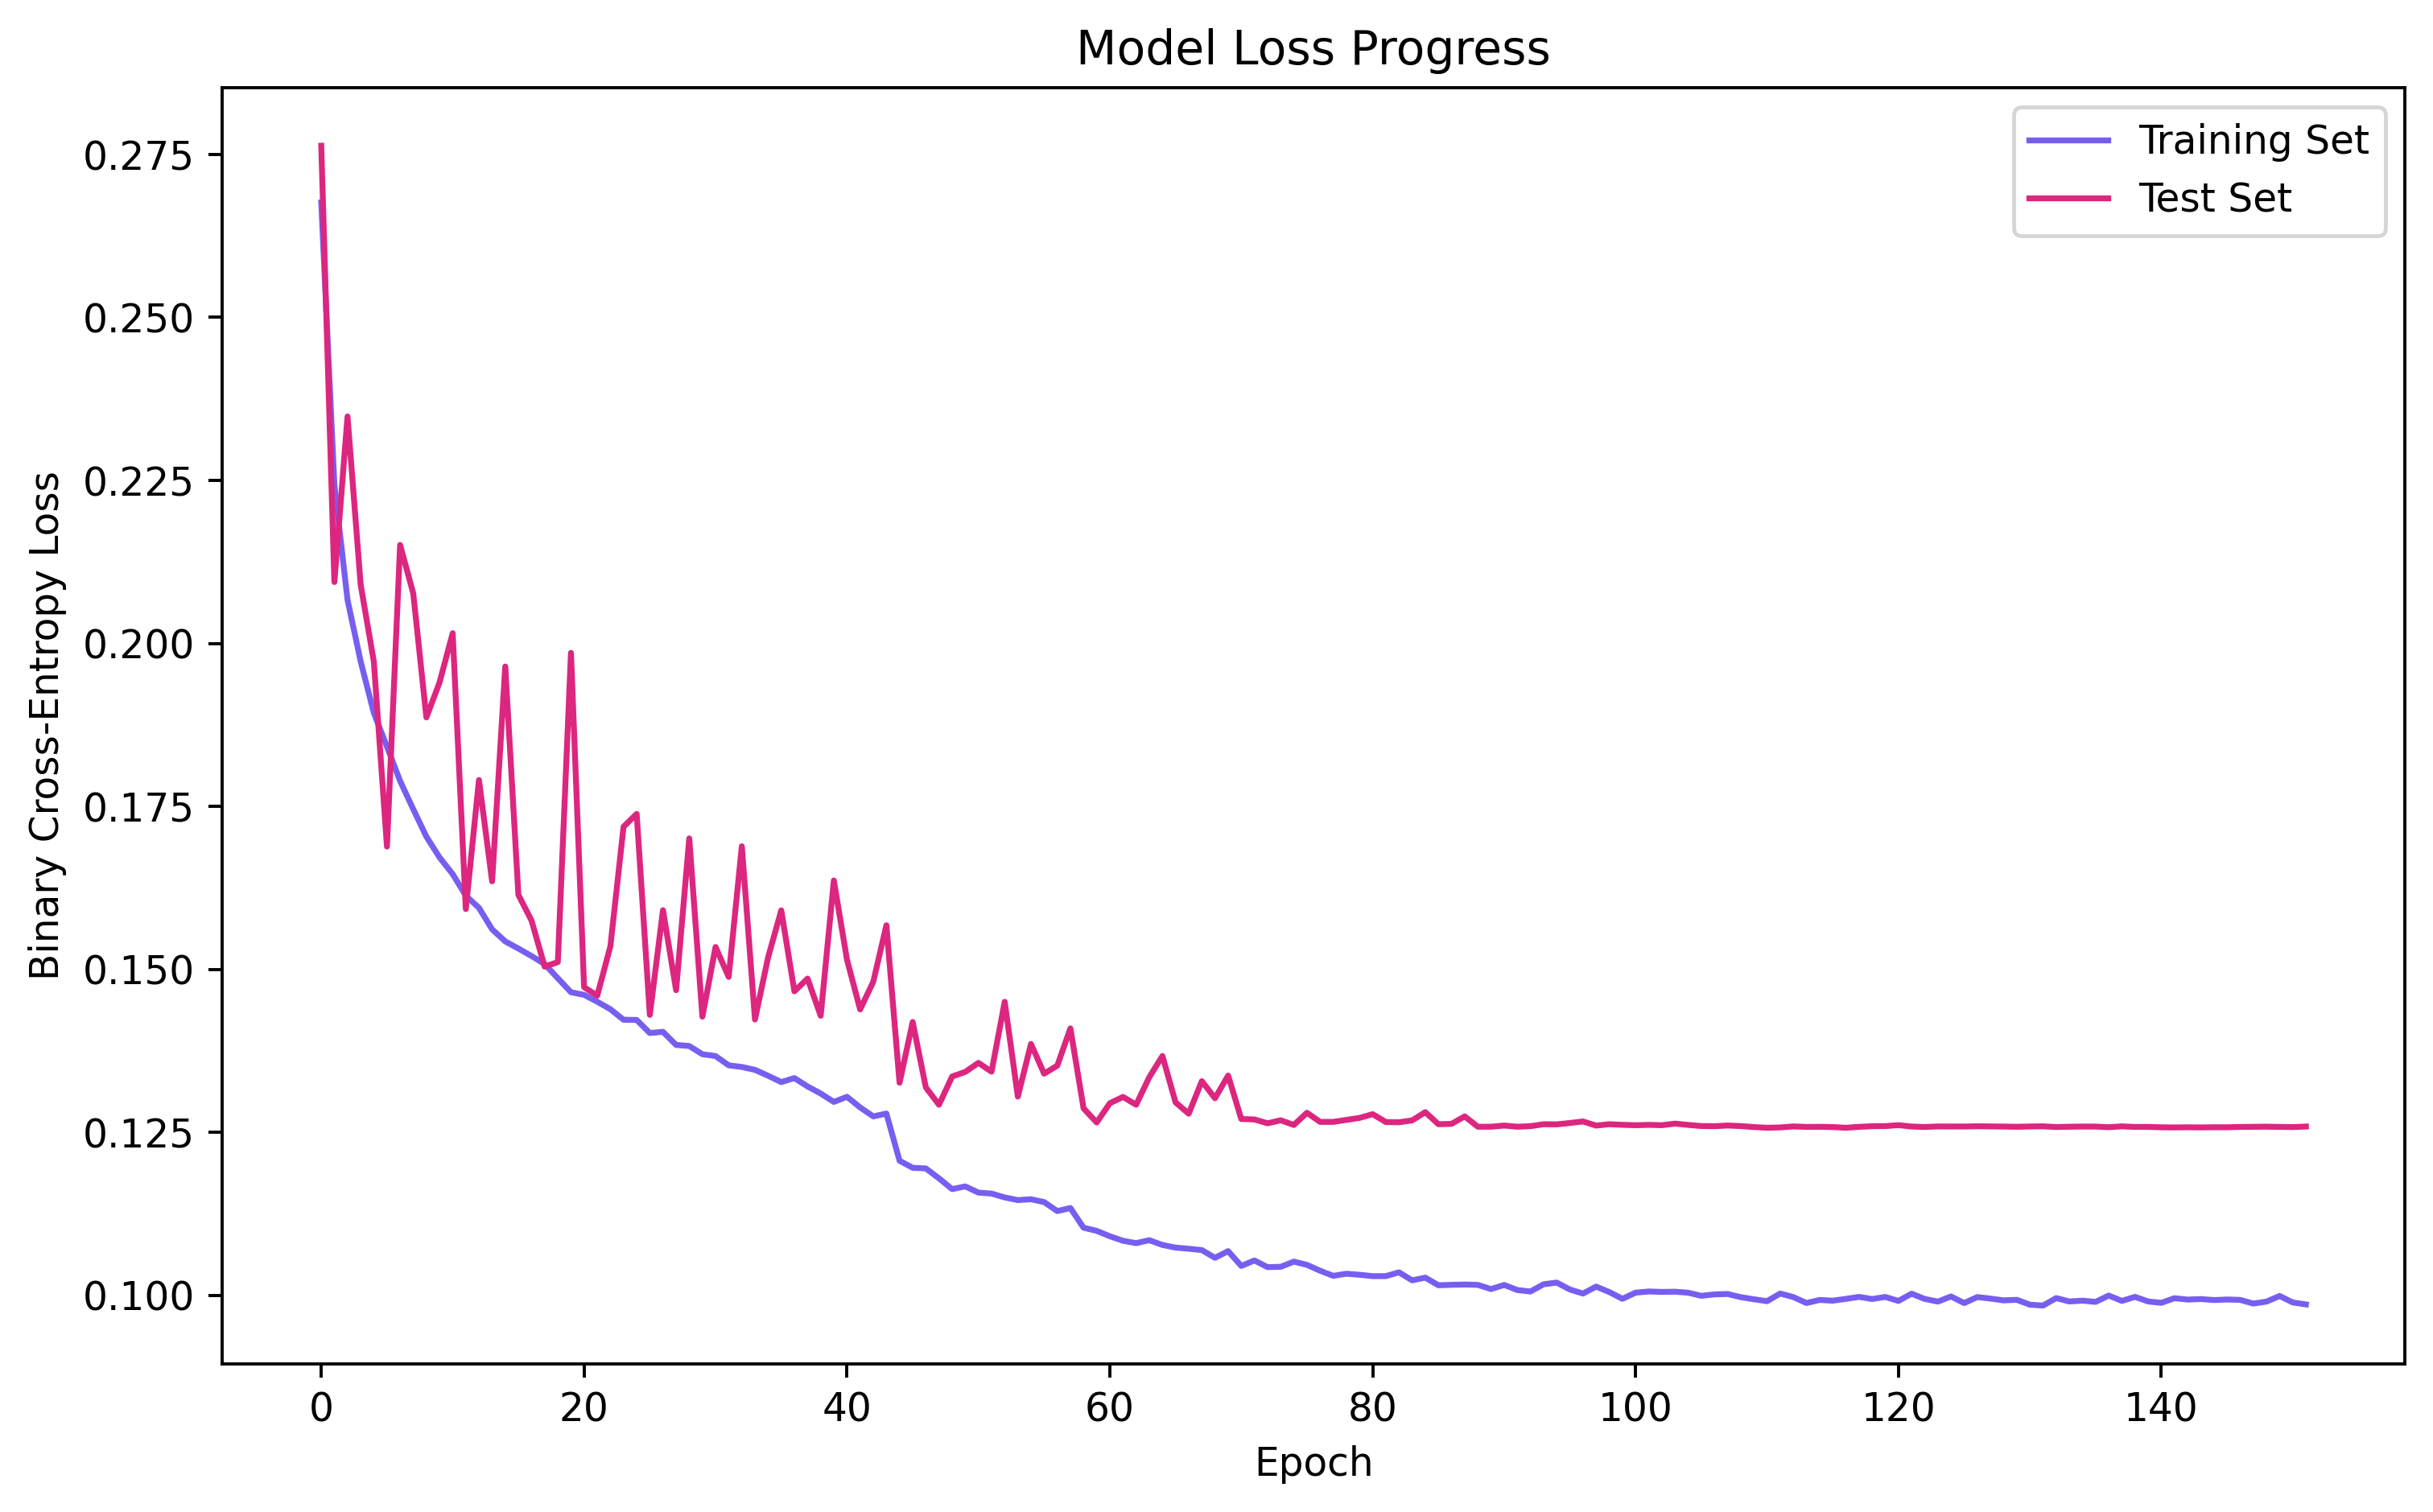 Model Loss Progress
Training Set
Test Set
Binary Cross-Entropy Loss
0.275
0.250
0.225
0.200
0.175
0.150
0.125
0.100
0 20 40 60 80 100 120 140
Epoch